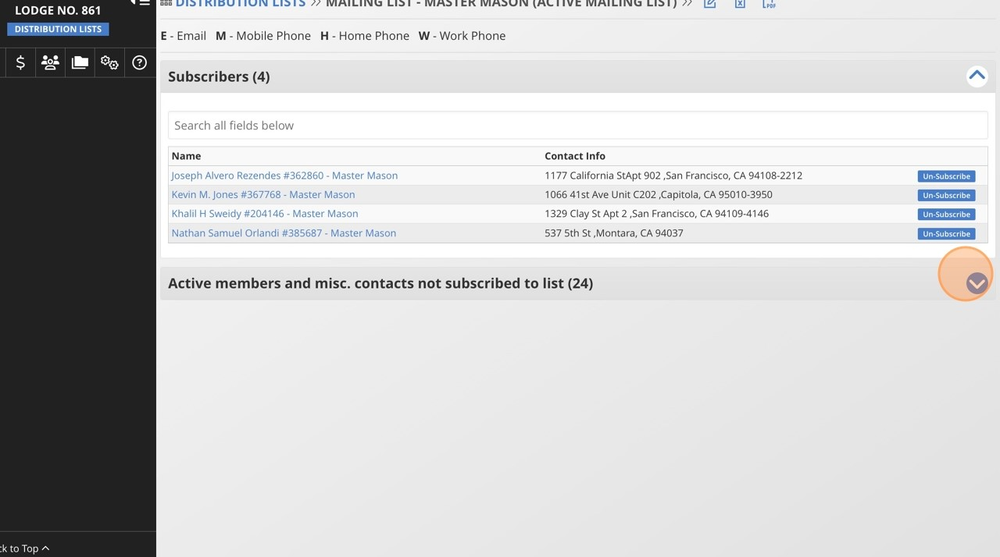 LODGE NO. 861
DISTRIBUTION LISTS
DISTRIBUTION LISTS >> MAILING LIST - MASTER MASON (ACTIVE MAILING LIST) >>
PDF
E - Email M - Mobile Phone H - Home Phone W - Work Phone
Subscribers (4)
Search all fields below
Name Contact Info
Joseph Alvero Rezendes #362860 - Master Mason 1177 California StApt 902 ,San Francisco, CA 94108-2212 Un-Subscribe
Kevin M. Jones #367768 - Master Mason 1066 41st Ave Unit C202 ,Capitola, CA 95010-3950 Un-Subscribe
Khalil H Sweidy #204146 - Master Mason 1329 Clay St Apt 2 ,San Francisco, CA 94109-4146 Un-Subscribe
Nathan Samuel Orlandi #385687 - Master Mason 537 5th St ,Montara, CA 94037 Un-Subscribe
Active members and misc. contacts not subscribed to list (24)
ck to Top